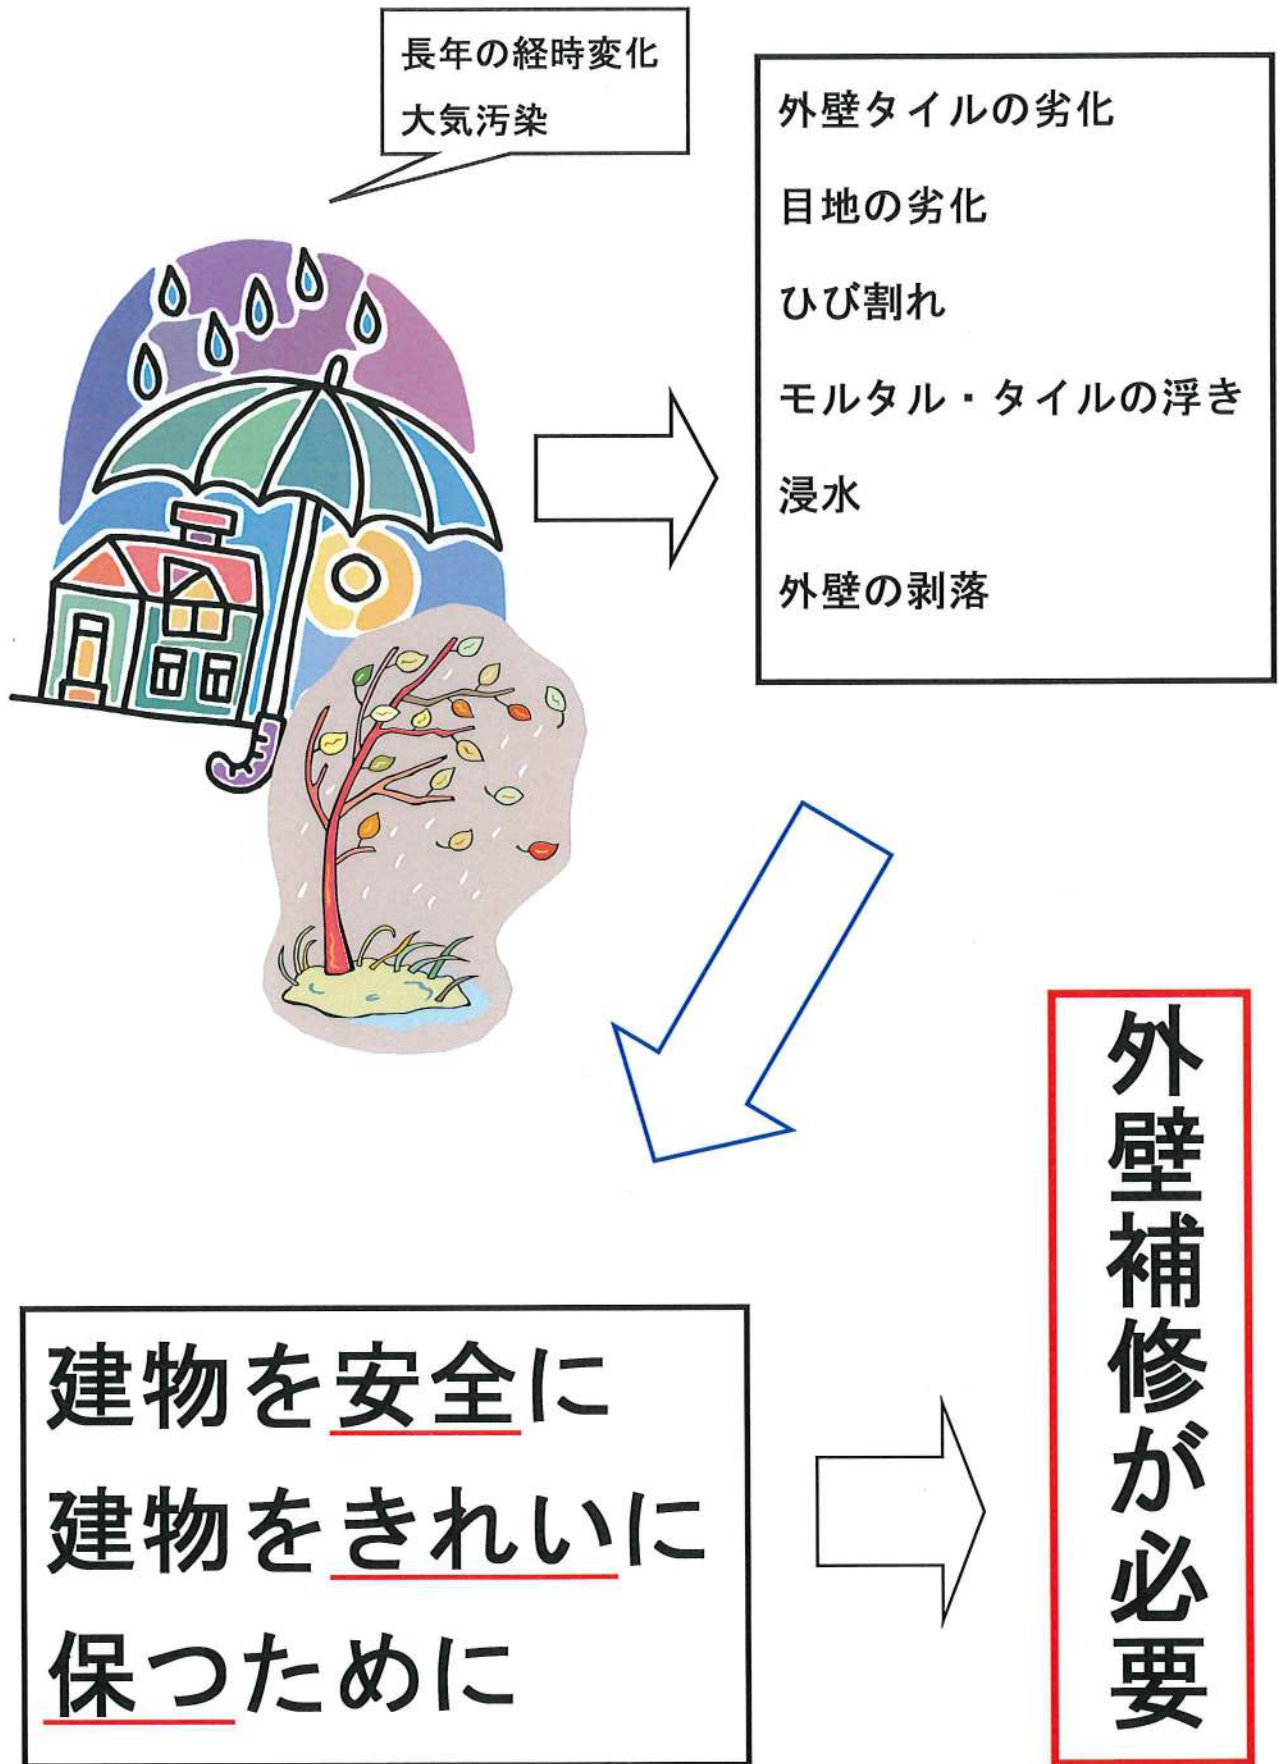 長年の経時変化
大気汚染
外壁タイルの劣化
目地の劣化
ひび割れ
モルタル・タイルの浮き
浸水
外壁の剥落
建物を安全に
建物をきれいに
保つために
外壁補修が必要